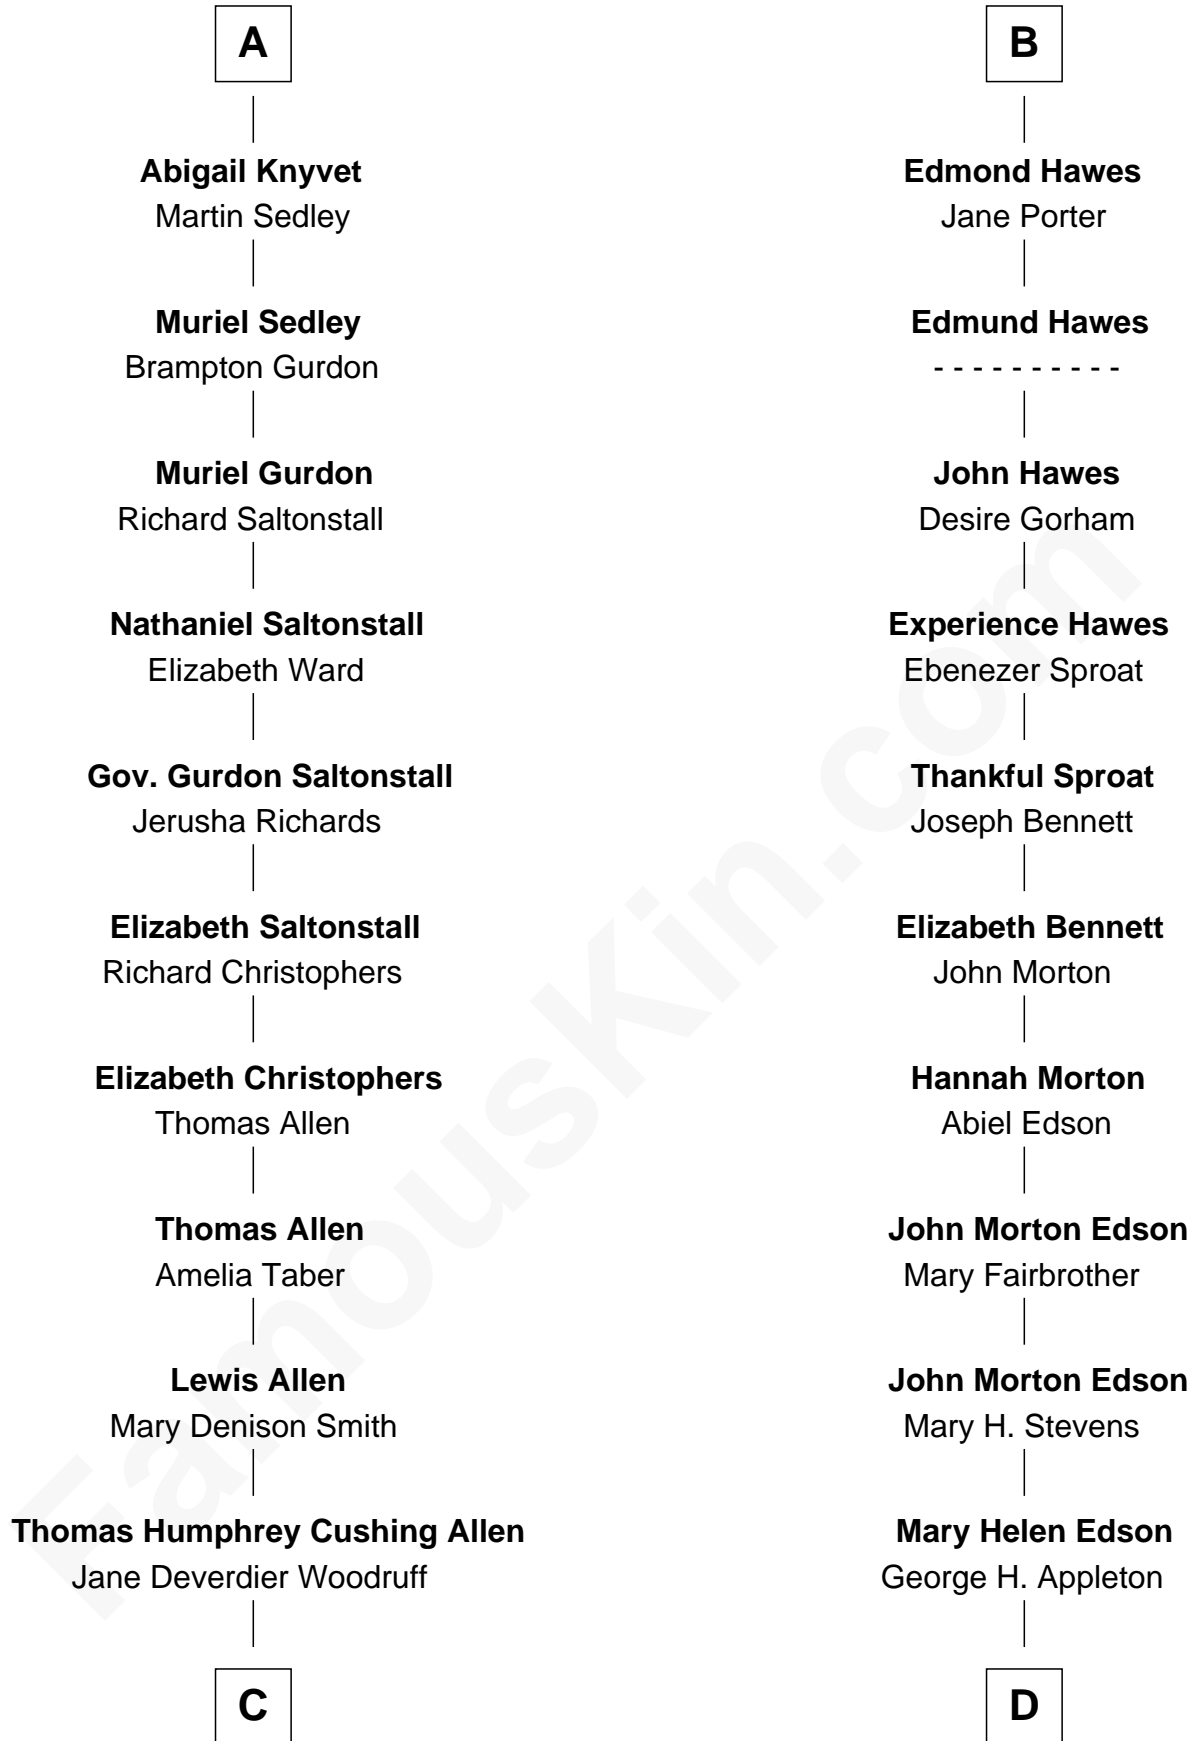 A
Abigail Knyvet
Martin Sedley
Muriel Sedley
Brampton Gurdon
Muriel Gurdon
Richard Saltonstall
Nathaniel Saltonstall
Elizabeth Ward
Gov. Gurdon Saltonstall
Jerusha Richards
Elizabeth Saltonstall
Richard Christophers
Elizabeth Christophers
Thomas Allen
Thomas Allen
Amelia Taber
Lewis Allen
Mary Denison Smith
Thomas Humphrey Cushing Allen
Jane Deverdier Woodruff
C
B
Edmond Hawes
Jane Porter
Edmund Hawes
- - - - - - - - - -
John Hawes
Desire Gorham
Experience Hawes
Ebenezer Sproat
Thankful Sproat
Joseph Bennett
Elizabeth Bennett
John Morton
Hannah Morton
Abiel Edson
John Morton Edson
Mary Fairbrother
John Morton Edson
Mary H. Stevens
Mary Helen Edson
George H. Appleton
D
FamousKin.com